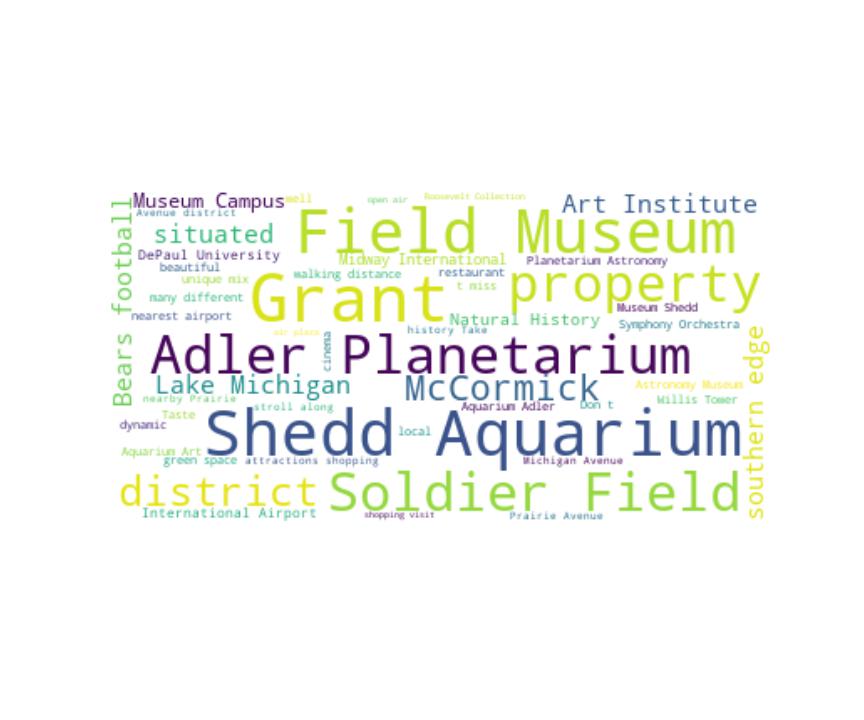 Museum Campus
well
open air
Roosevelt Collection
Art Institute
Avenue district
Bears football
situated
Field Museum
DePaul University
Midway International
Planetarium Astronomy
beautiful
walking distance
restaurant
property
unique mix
Grant
t miss
many different
Museum Shedd
nearest airport
Natural History
Symphony Orchestra
air plaza
history Take
cinema
Adler Planetarium
southern edge
Lake Michigan
McCormick
Astronomy Museum
nearby Prairie
Willis Tower
stroll along
Aquarium Adler
Don t
Taste
dynamic
Shedd Aquarium
local
Aquarium Art
green space
attractions shopping
Michigan Avenue
district
Soldier Field
International Airport
shopping visit
Prairie Avenue